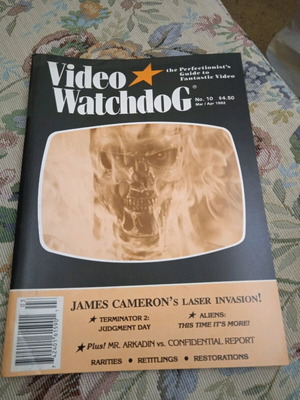 Video
WatchdoG®
the Perfectionist's
Guide to
Fantastic Video
No. 10 $4.50
Mar / Apr 1992
JAMES CAMERON'S LASER INVASION!
★ TERMINATOR 2:
JUDGMENT DAY
★ ALIENS:
THIS TIME IT'S MORE!
★ Plus! MR. ARKADIN VS. CONFIDENTIAL REPORT
RARITIES • RETITLINGS • RESTORATIONS